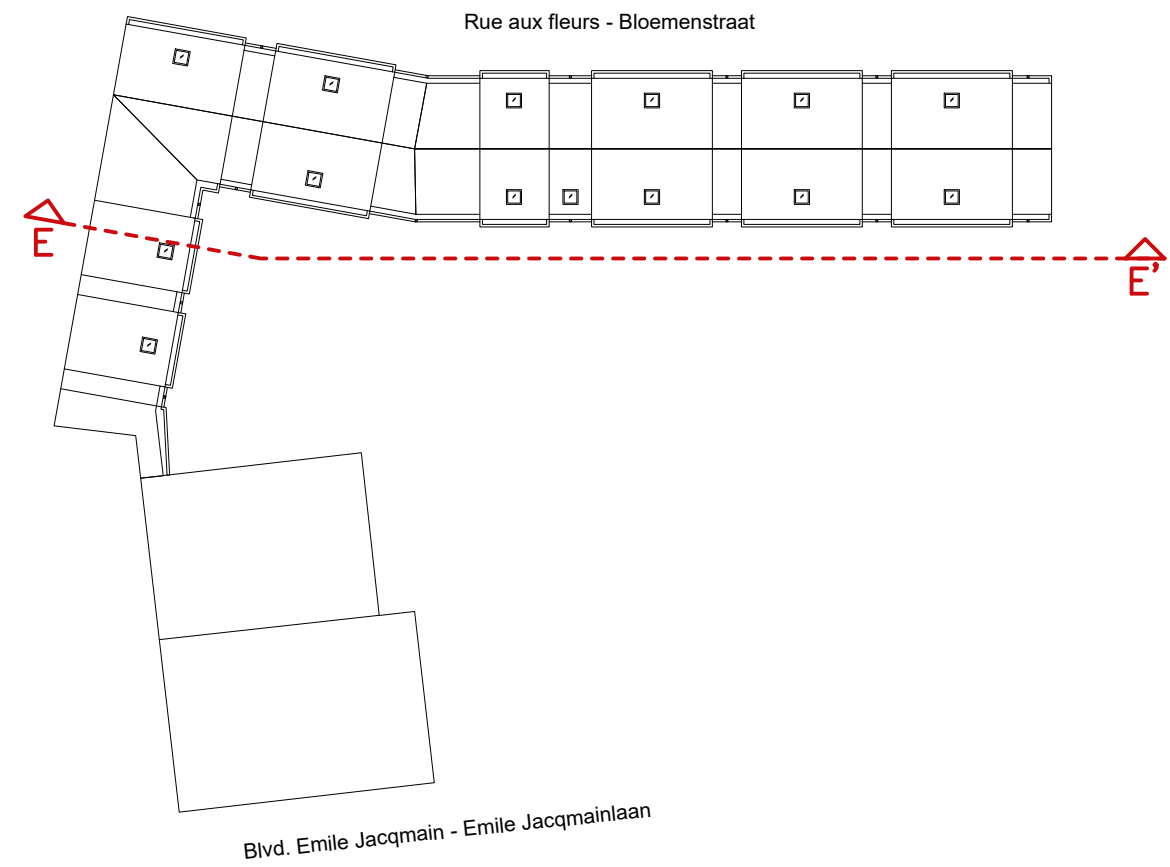 Rue aux fleurs - Bloemenstraat
E
E'
Blvd. Emile Jacqmain - Emile Jacqmainlaan